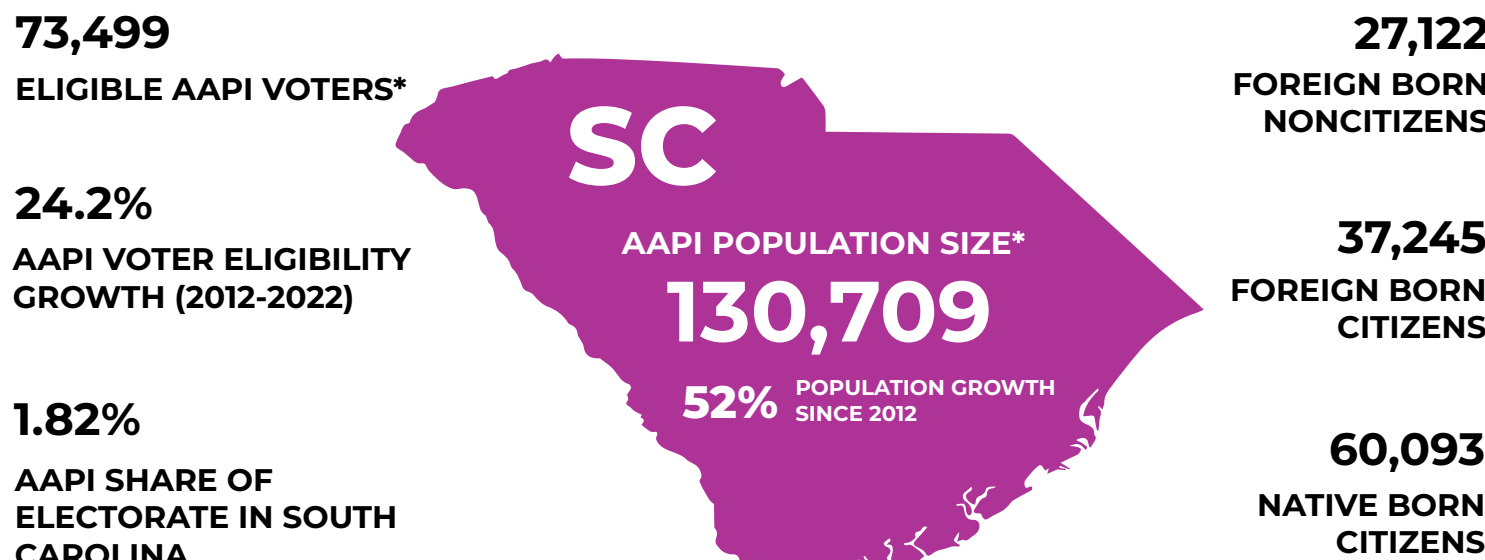 73,499
ELIGIBLE AAPI VOTERS*
24.2%
AAPI VOTER ELIGIBILITY
GROWTH (2012-2022)
1.82%
AAPI SHARE OF
ELECTORATE IN SOUTH
CAROLINA
SC
AAPI POPULATION SIZE*
130,709
52% POPULATION GROWTH
SINCE 2012
27,122
FOREIGN BORN
NONCITIZENS
37,245
FOREIGN BORN
CITIZENS
60,093
NATIVE BORN
CITIZENS